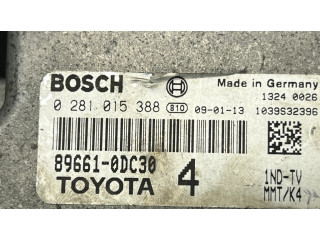 BOSCH
Made in Germany
1324 0026
0 281 015 388 B10 09-01-13 1039S32396
89661-0DC30
TOYOTA 4
1ND-TV
MMT/K4